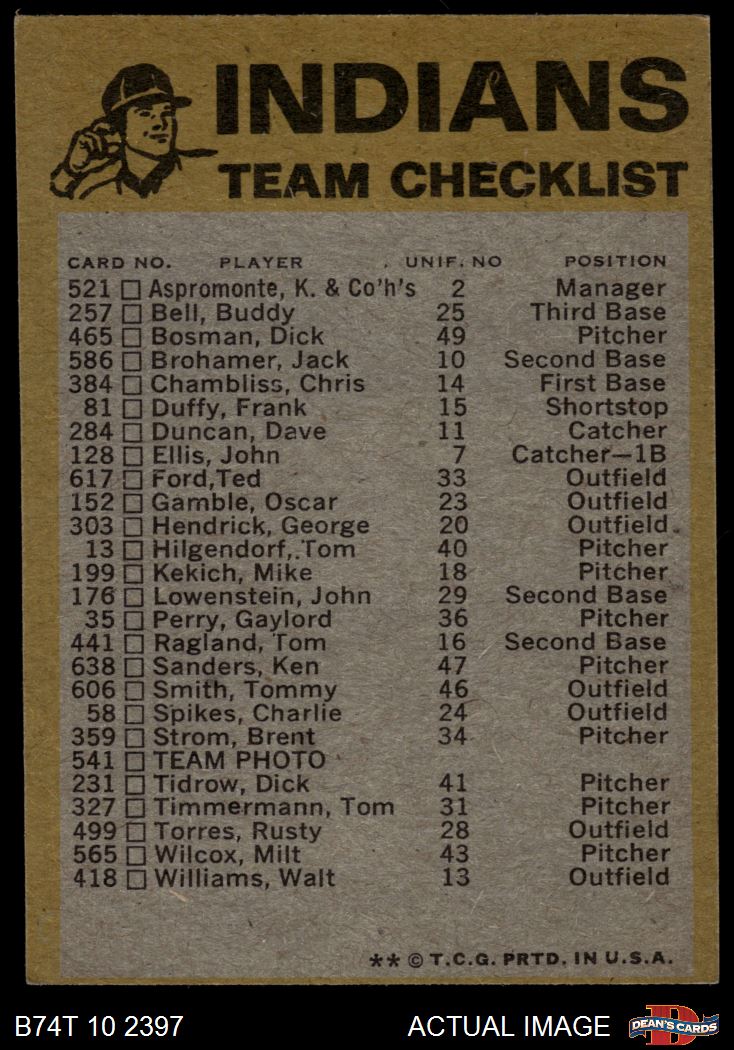 INDIANS
TEAM CHECKLIST
CARD NO. PLAYER UNIF. NO POSITION
521 Aspromonte, K. & Co'h's 2 Manager
257 Bell, Buddy 25 Third Base
465 Bosman, Dick 49 Pitcher
586 Brohamer, Jack 10 Second Base
384 Chambliss, Chris 14 First Base
81 Duffy, Frank 15 Shortstop
284 Duncan, Dave 11 Catcher
128 Ellis, John 7 Catcher—1B
617 Ford,Ted 33 Outfield
152 Gamble, Oscar 23 Outfield
303 Hendrick, George 20 Outfield
13 Hilgendorf, Tom 40 Pitcher
199 Kekich, Mike 18 Pitcher
176 Lowenstein, John 29 Second Base
35 Perry, Gaylord 36 Pitcher
441 Ragland, Tom 16 Second Base
638 Sanders, Ken 47 Pitcher
606 Smith, Tommy 46 Outfield
58 Spikes, Charlie 24 Outfield
359 Strom, Brent 34 Pitcher
541 TEAM PHOTO
231 Tidrow, Dick 41 Pitcher
327 Timmermann, Tom 31 Pitcher
499 Torres, Rusty 28 Outfield
565 Wilcox, Milt 43 Pitcher
418 Williams, Walt 13 Outfield
** © T.C.G. PRTD. IN U.S.A.
B74T 10 2397 ACTUAL IMAGE D DEAN'S CARDS